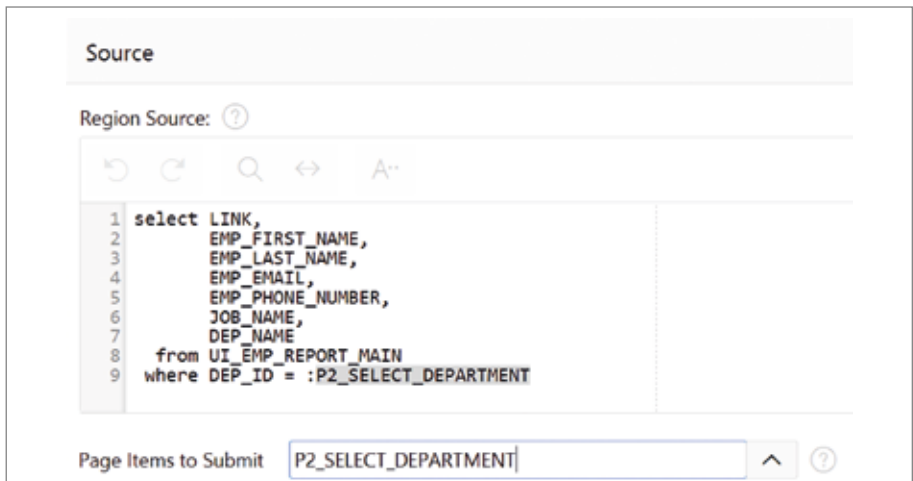 Source
Region Source: ?
A··
1 select LINK,
2 EMP_FIRST_NAME,
3 EMP_LAST_NAME,
4 EMP_EMAIL,
5 EMP_PHONE_NUMBER,
6 JOB_NAME,
7 DEP_NAME
8 from UI_EMP_REPORT_MAIN
9 where DEP_ID = :P2_SELECT_DEPARTMENT
Page Items to Submit P2_SELECT_DEPARTMENT ?